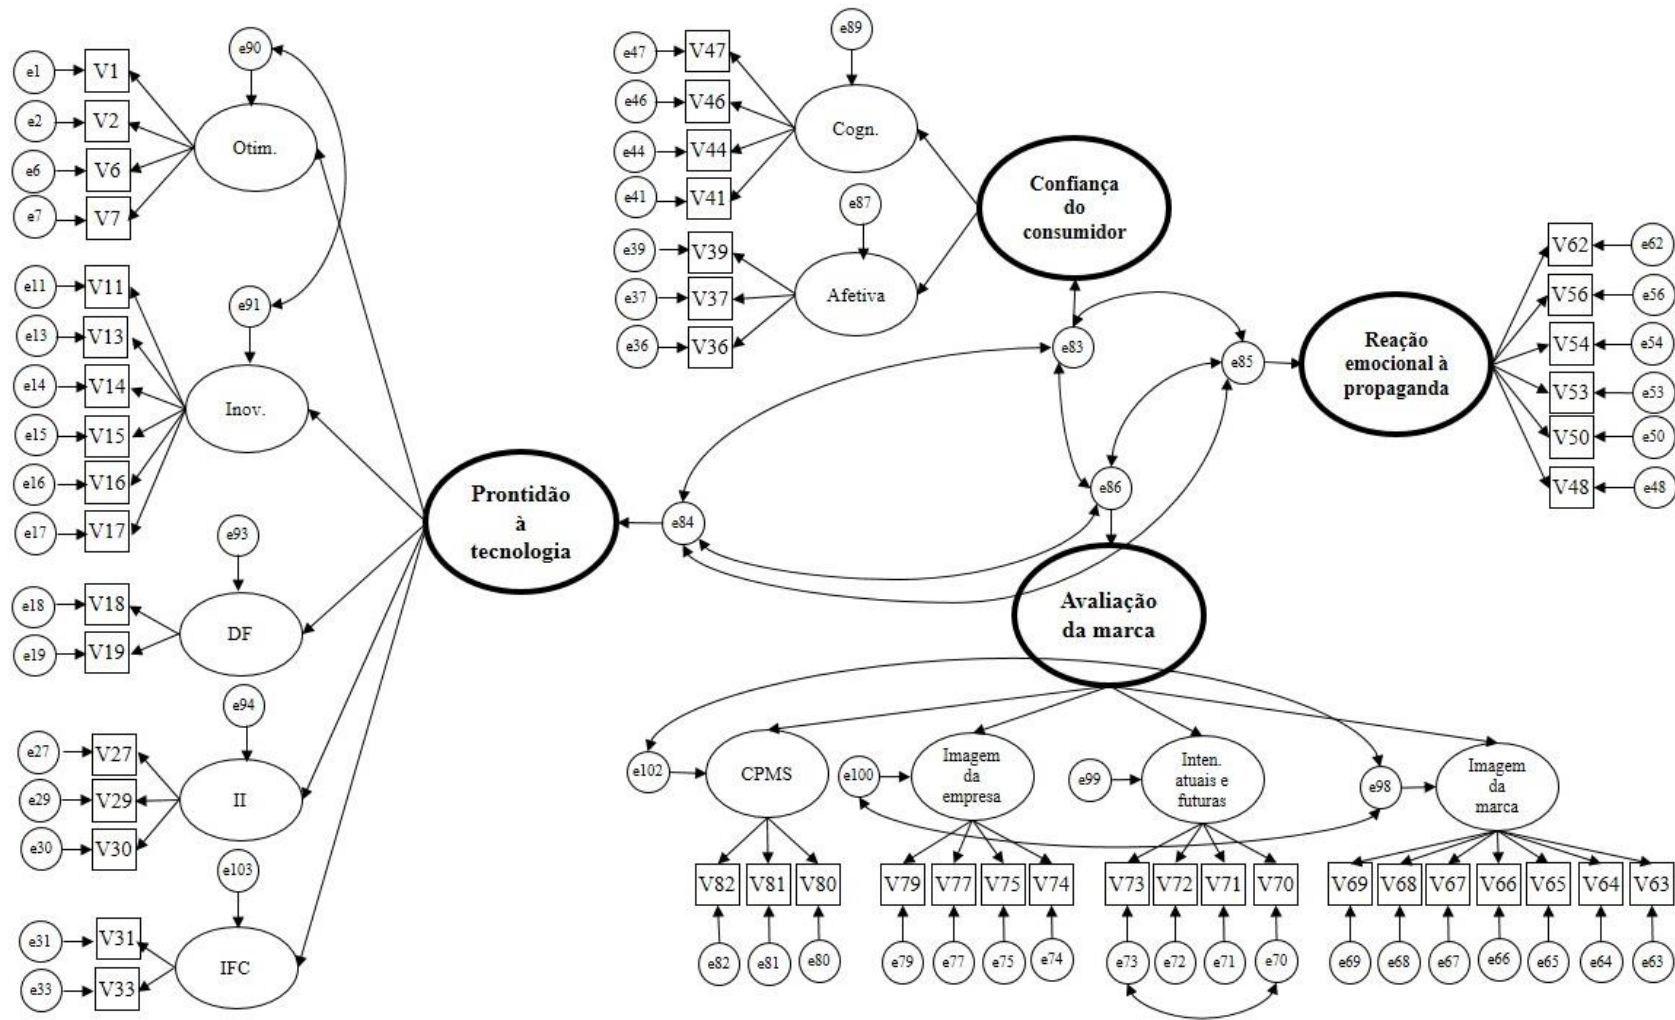 e90
e1
V1
e2
V2
Otim.
e6
V6
e7
V7
e11
V11
e91
e13
V13
e14
V14
Inov.
e15
V15
e16
V16
e17
V17
e93
e18
V18
DF
e19
V19
e94
e27
V27
e29
V29
II
e30
V30
e103
e31
V31
IFC
e33
V33
Prontidão
à
tecnologia
e84
e89
e47
V47
e46
V46
Cogn.
e44
V44
e41
V41
e87
e39
V39
e37
V37
Afetiva
e36
V36
Confiança
do
consumidor
e83
e85
e86
Reação
emocional à
propaganda
V62
e62
V56
e56
V54
e54
V53
e53
V50
e50
V48
e48
Avaliação
da marca
e102
CPMS
e100
Imagem
da
empresa
e99
Inten.
atuais e
futuras
e98
Imagem
da
marca
V82 V81 V80 V79 V77 V75 V74 V73 V72 V71 V70 V69 V68 V67 V66 V65 V64 V63
e82 e81 e80 e79 e77 e75 e74 e73 e72 e71 e70 e69 e68 e67 e66 e65 e64 e63